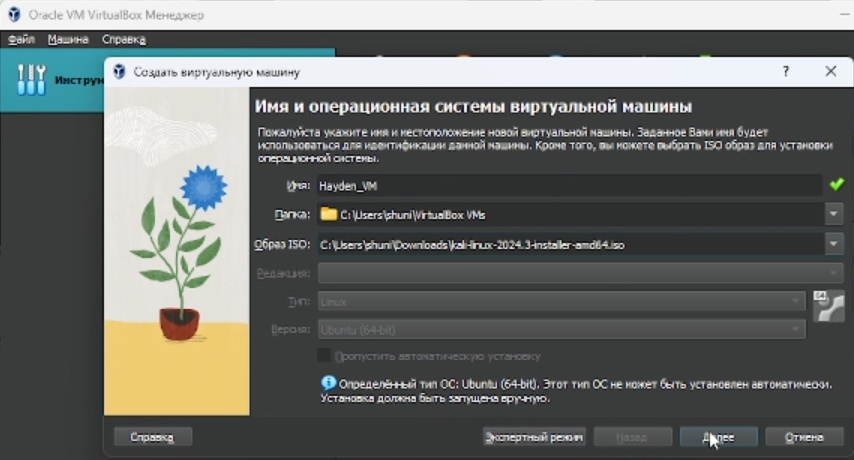 Oracle VM VirtualBox Менеджер
Файл Машина Справка
Создать виртуальную машину ?
Имя и операционная системы виртуальной машины
Пожалуйста укажите имя и местоположение новой виртуальной машины. Заданное Вами имя будет
использоваться для идентификации данной машины. Кроме того, вы можете выбрать ISO образ для установки
операционной системы.
Имя: Hayden_VM
Папка: C:\Users\shuni\VirtualBox VMs
Образ ISO: C:\Users\shuni\Downloads\kali-linux-2024.3-installer-amd64.iso
Редакция:
Тип: Linux
64
Версия: Ubuntu (64-bit)
Пропустить автоматическую установку
Определённый тип ОС: Ubuntu (64-bit). Этот тип ОС не может быть установлен автоматически.
Установка должна быть запущена вручную.
Справка Экспертный режим Назад Далее Отмена